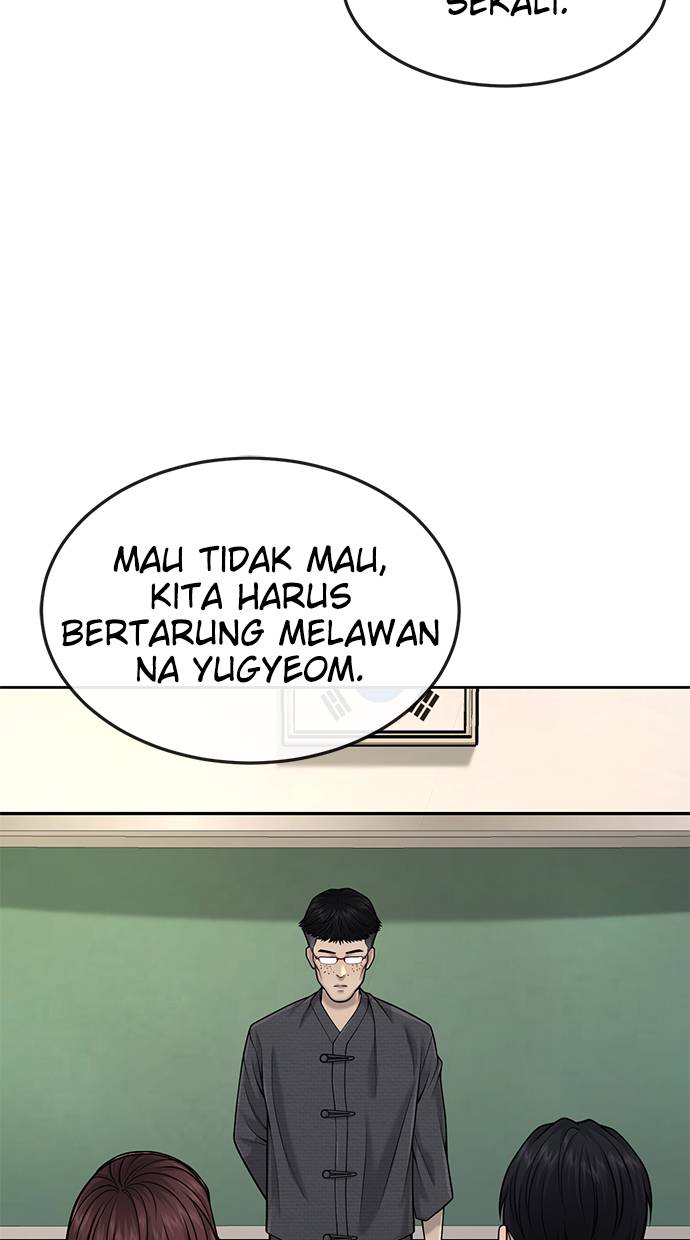 SEKALI.
MAU TIDAK MAU,
KITA HARUS
BERTARUNG MELAWAN
NA YUGYEOM.